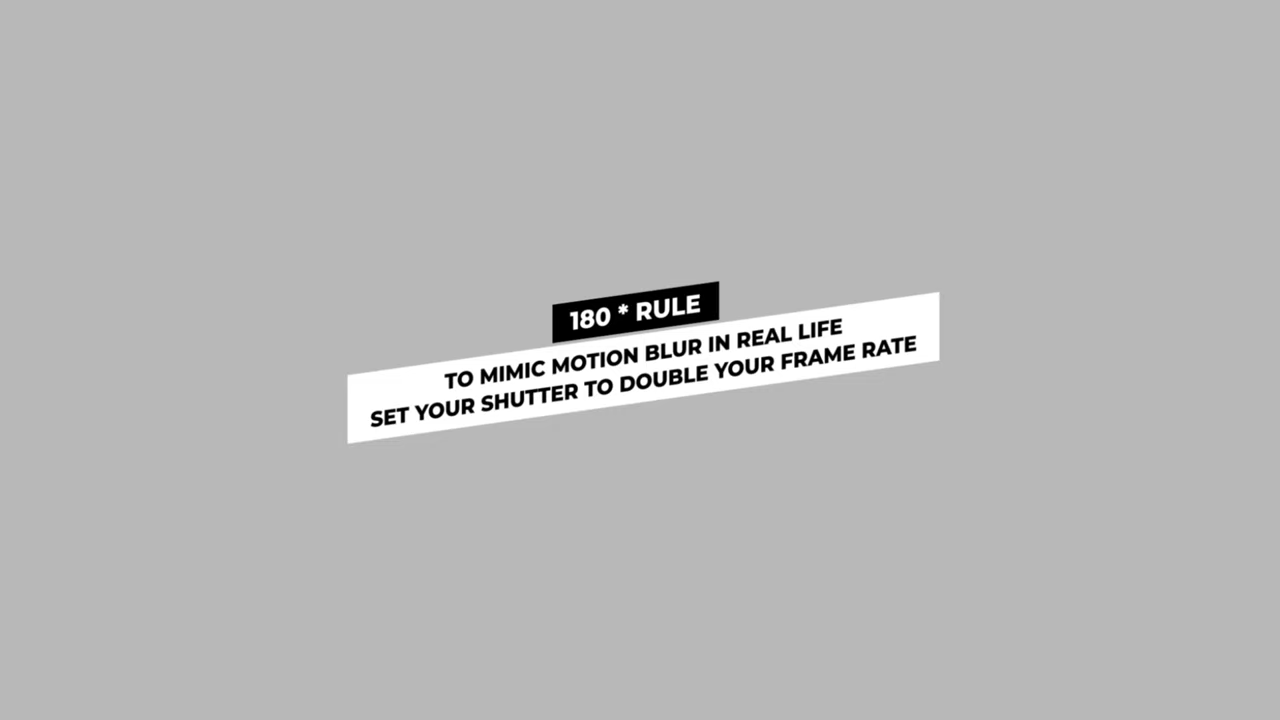 180 * RULE
TO MIMIC MOTION BLUR IN REAL LIFE
SET YOUR SHUTTER TO DOUBLE YOUR FRAME RATE